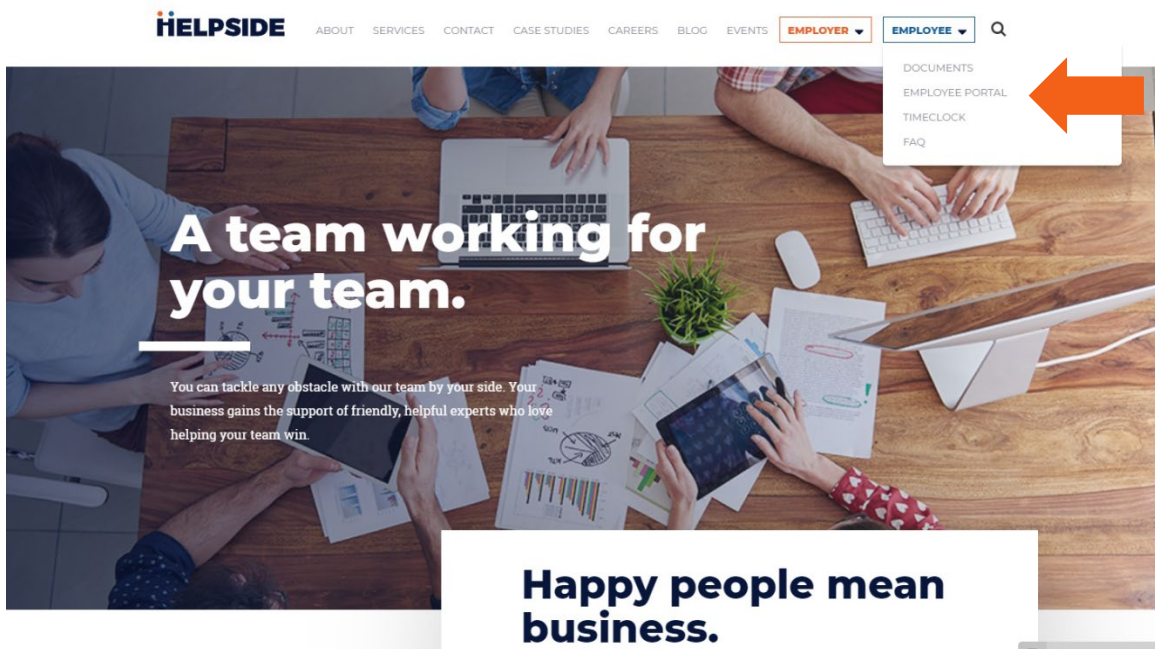 HELPSIDE
ABOUT SERVICES CONTACT CASE STUDIES CAREERS BLOG EVENTS EMPLOYER EMPLOYEE
DOCUMENTS
EMPLOYEE PORTAL
TIMECLOCK
FAQ
A team working for
your team.
You can tackle any obstacle with our team by your side. Your
business gains the support of friendly, helpful experts who love
helping your team win.
Happy people mean
business.